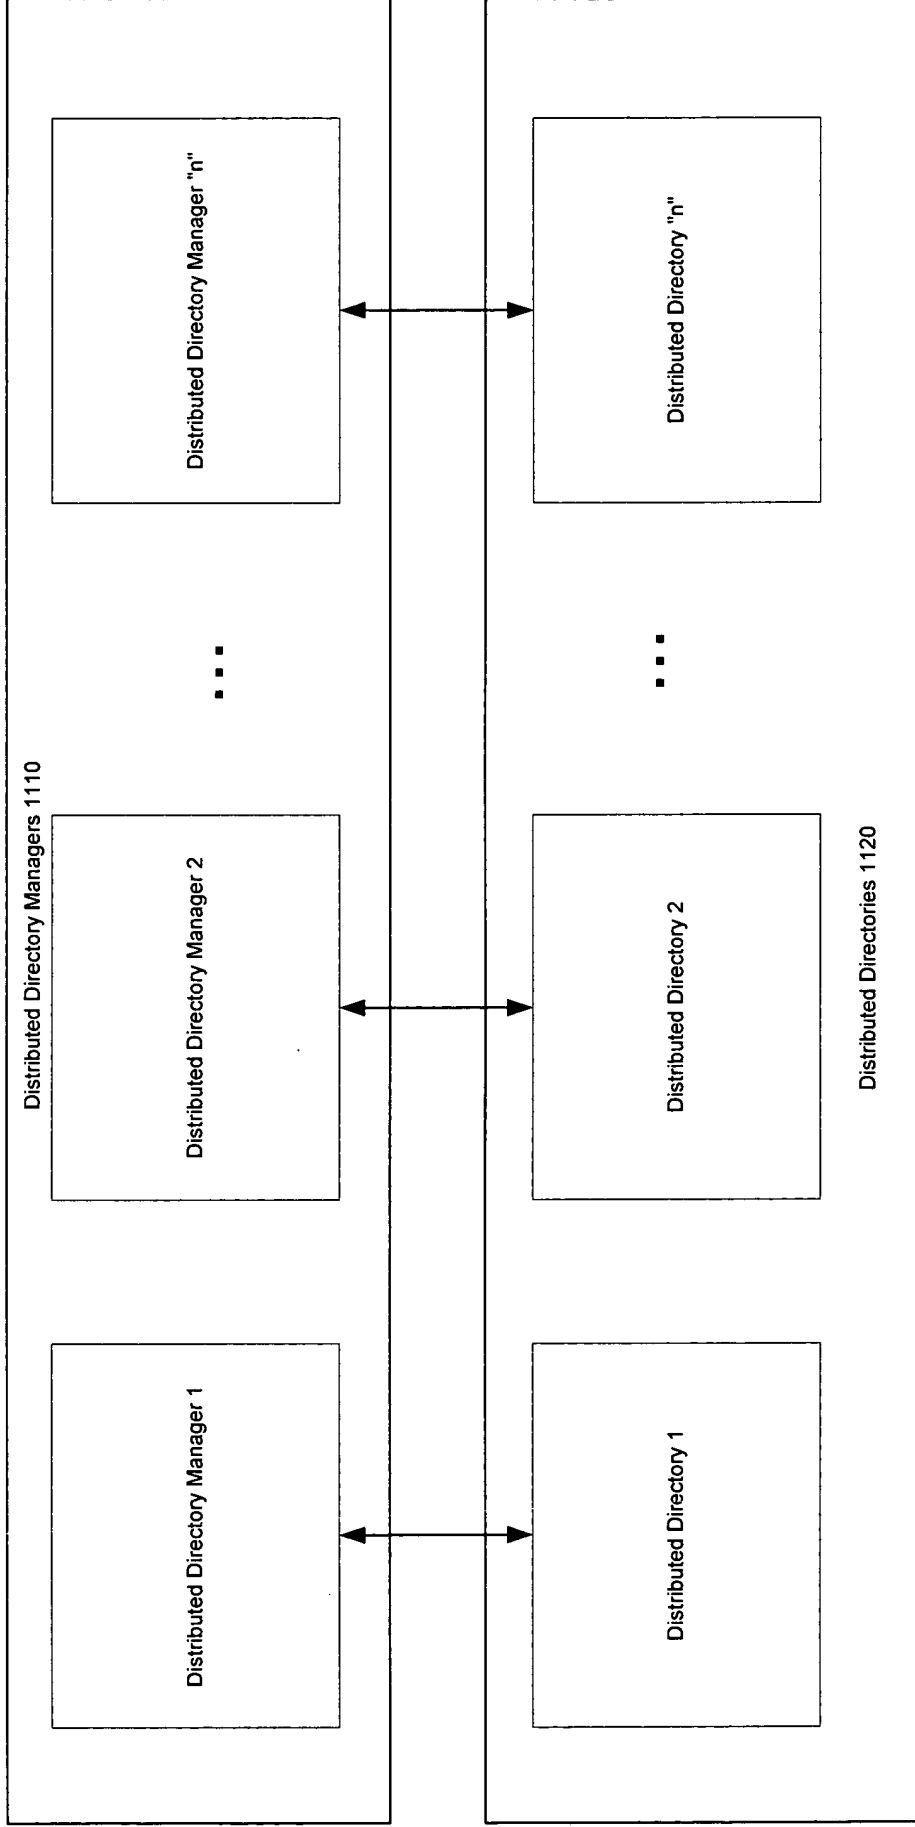 Distributed Directory Managers 1110
Distributed Directory Manager 1
Distributed Directory Manager 2
Distributed Directory Manager "n"
Distributed Directory 1
Distributed Directory 2
Distributed Directory "n"
Distributed Directories 1120